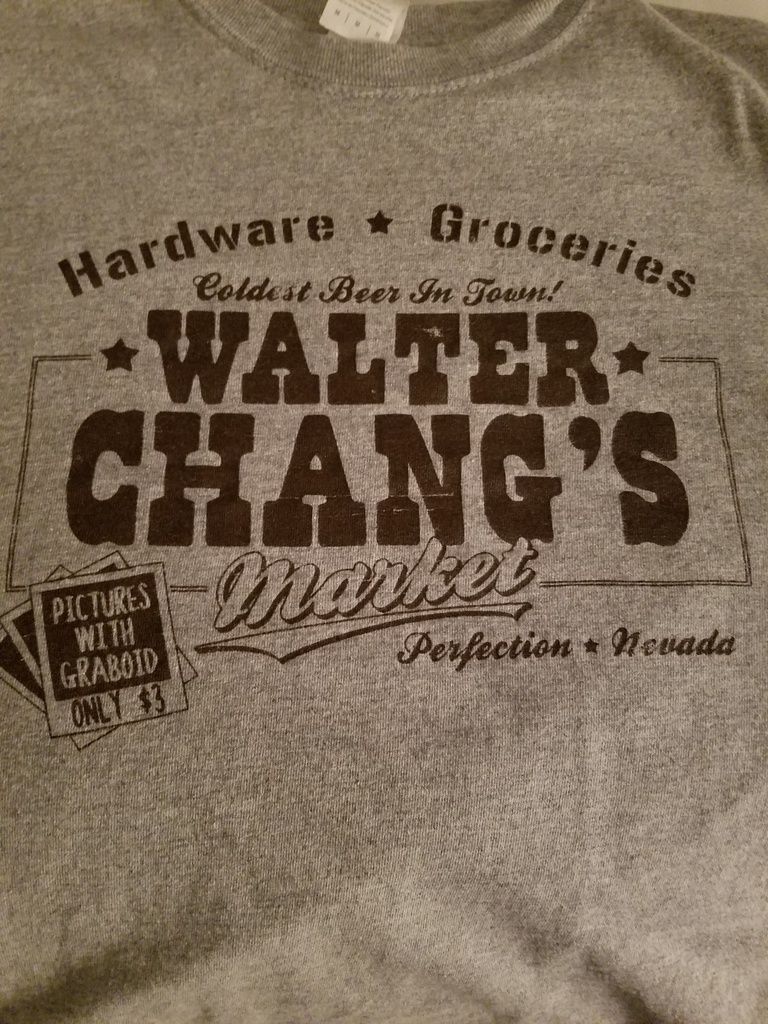 M | M | M
Hardware ★ Groceries
Coldest Beer In Town!
★ WALTER ★
CHANG'S
Market
Perfection ★ Nevada
PICTURES
WITH
GRABOID
ONLY $3